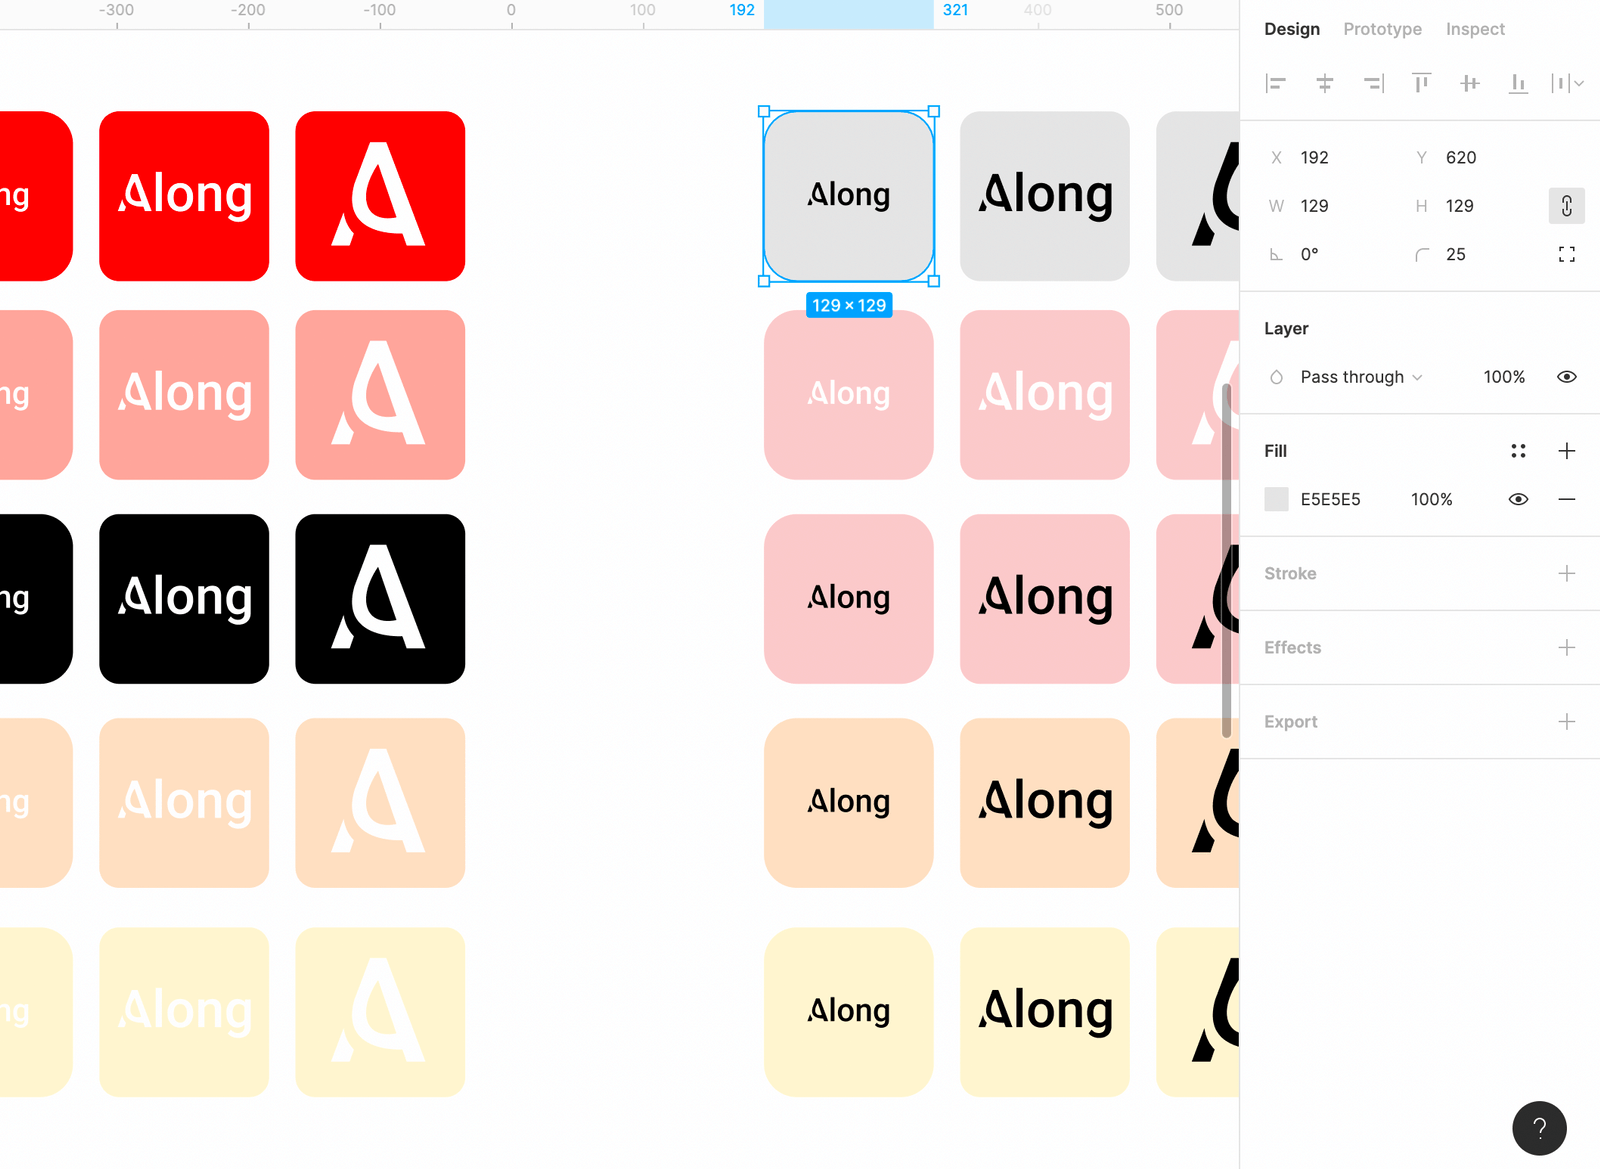 -300 -200 -100 0 100 192 321 400 500
Design Prototype Inspect
X 192 Y 620
W 129 H 129
0° 25
Layer
Pass through 100%
Fill
E5E5E5 100%
Stroke
Effects
Export
ng Along A Along Along
129 × 129
ng Along A Along Along
ng Along A Along Along
ng Along A Along Along
ng Along A Along Along
?